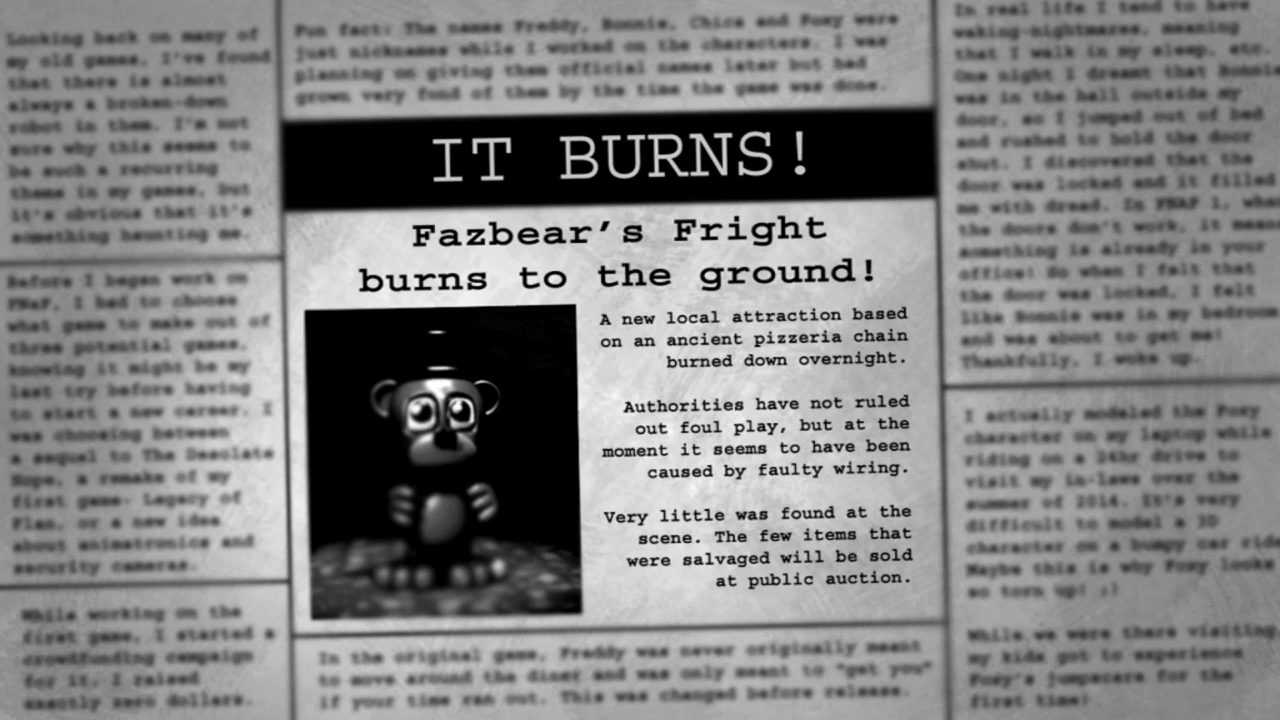 Looking back on many of
my old games, I've found
that there is almost
always a broken-down
robot in them. I'm not
sure why this seems to
be such a recurring
theme in my games, but
it's obvious that it's
something haunting me.
Before I began work on
FNaF, I had to choose
what game to make out of
three potential games,
knowing it might be my
last try before having
to start a new career. I
was choosing between
a sequel to The Desolate
Hope, a remake of my
first game- Legacy of
Flan, or a new idea
about animatronics and
security cameras.
While working on the
first game, I started a
crowdfunding campaign
for it. I raised
exactly zero dollars.
Fun fact: The names Freddy, Bonnie, Chica and Foxy were
just nicknames while I worked on the characters. I was
planning on giving them official names later but had
grown very fond of them by the time the game was done.
IT BURNS!
Fazbear's Fright
burns to the ground!
A new local attraction based
on an ancient pizzeria chain
burned down overnight.
Authorities have not ruled
out foul play, but at the
moment it seems to have been
caused by faulty wiring.
Very little was found at the
scene. The few items that
were salvaged will be sold
at public auction.
In the original game, Freddy was never originally meant
to move around the diner and was only meant to "get you"
if your time ran out. This was changed before release.
In real life I tend to have
waking-nightmares, meaning
that I walk in my sleep, etc.
One night I dreamt that Bonnie
was in the hall outside my
door, so I jumped out of bed
and rushed to hold the door
shut. I discovered that the
door was locked and it filled
me with dread. In FNAF 1, when
the doors don't work, it means
something is already in your
office! So when I felt that
the door was locked, I felt
like Bonnie was in my bedroom
and was about to get me!
Thankfully, I woke up.
I actually modeled the Foxy
character on my laptop while
riding on a 24hr drive to
visit my in-laws over the
summer of 2014. It's very
difficult to model a 3D
character on a bumpy car ride
Maybe this is why Foxy looks
so torn up! ;)
While we were there visiting,
my kids got to experience
Foxy's jumpscare for the
first time!